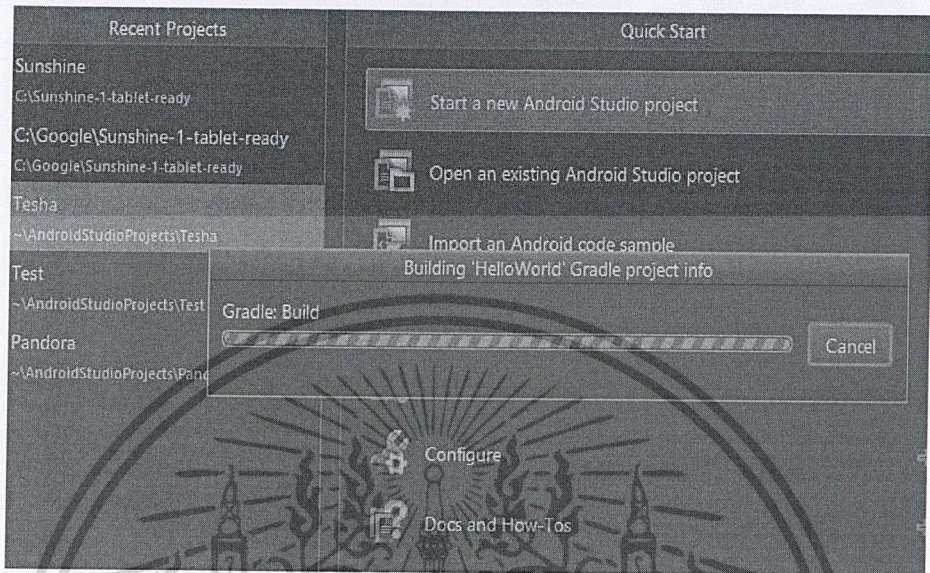 Recent Projects
Sunshine
C:\Sunshine-1-tablet-ready
C:\Google\Sunshine-1-tablet-ready
C:\Google\Sunshine-1-tablet-ready
Tesha
~\AndroidStudioProjects\Tesha
Test
~\AndroidStudioProjects\Test
Pandora
~\AndroidStudioProjects\Pand
Quick Start
Start a new Android Studio project
Open an existing Android Studio project
Import an Android code sample
Building 'HelloWorld' Gradle project info
Gradle: Build
Cancel
Configure
Docs and How-Tos